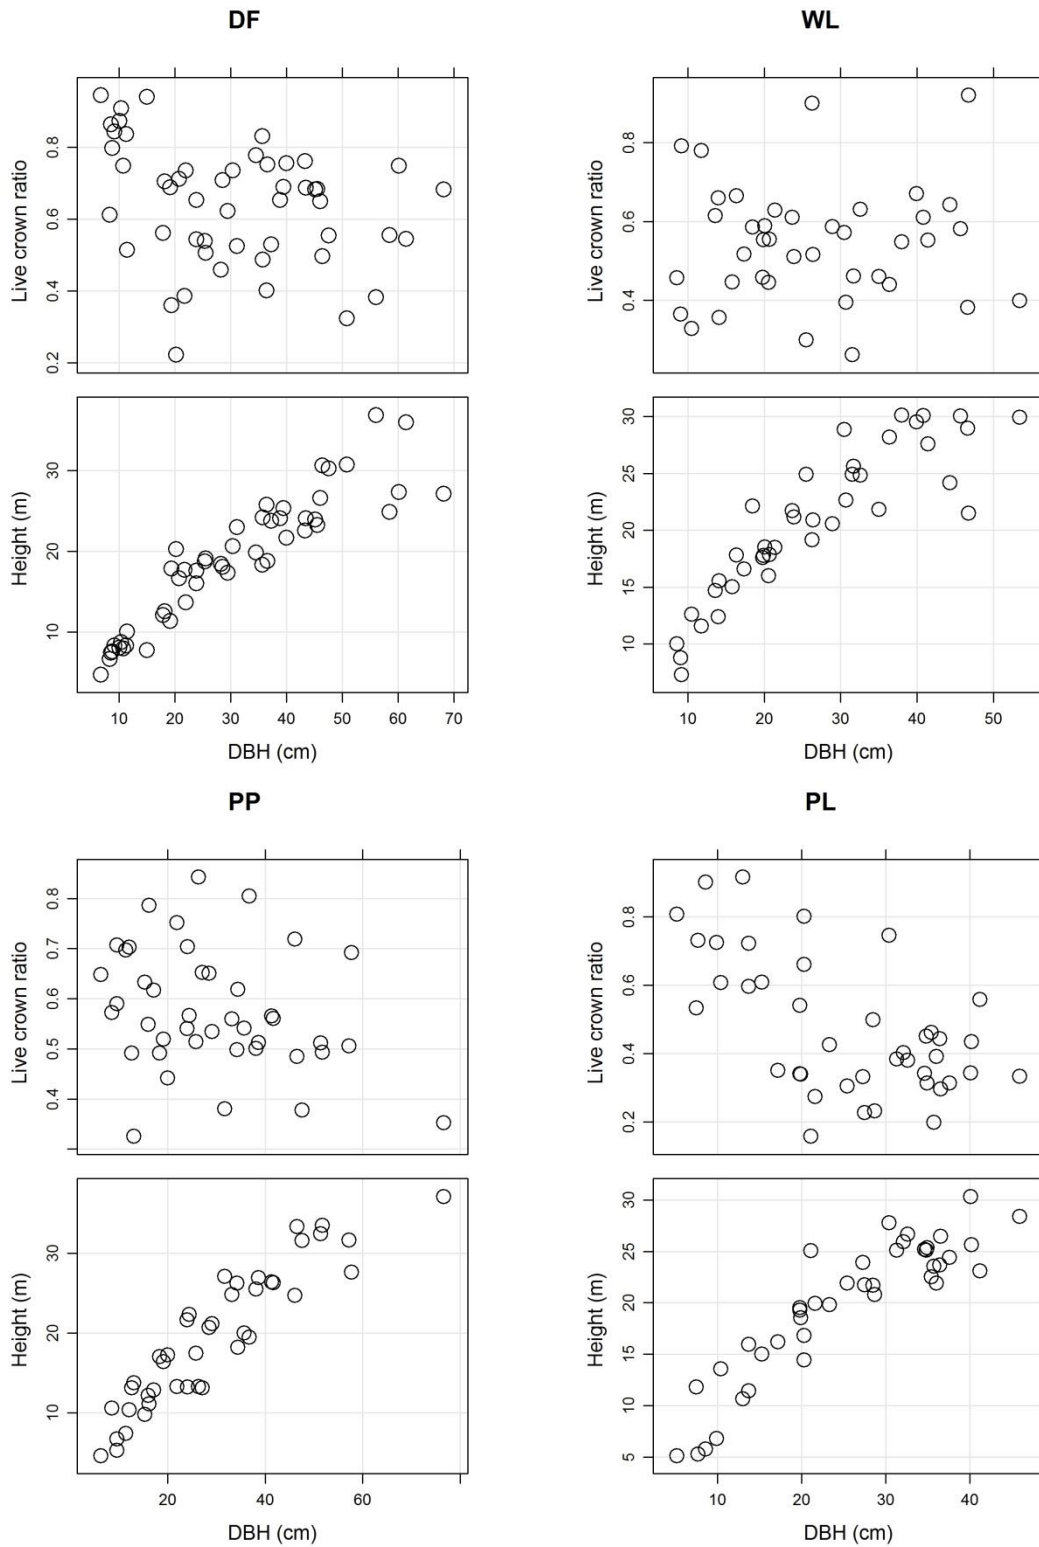 DF
WL
Live crown ratio
0.8
0.6
0.4
0.2
Live crown ratio
0.8
0.6
0.4
Height (m)
30
20
10
Height (m)
30
25
20
15
10
10 20 30 40 50 60 70
DBH (cm)
10 20 30 40 50
DBH (cm)
PP
PL
Live crown ratio
0.8
0.7
0.6
0.5
0.4
Live crown ratio
0.8
0.6
0.4
0.2
Height (m)
30
20
10
Height (m)
30
25
20
15
10
5
20 40 60
DBH (cm)
10 20 30 40
DBH (cm)